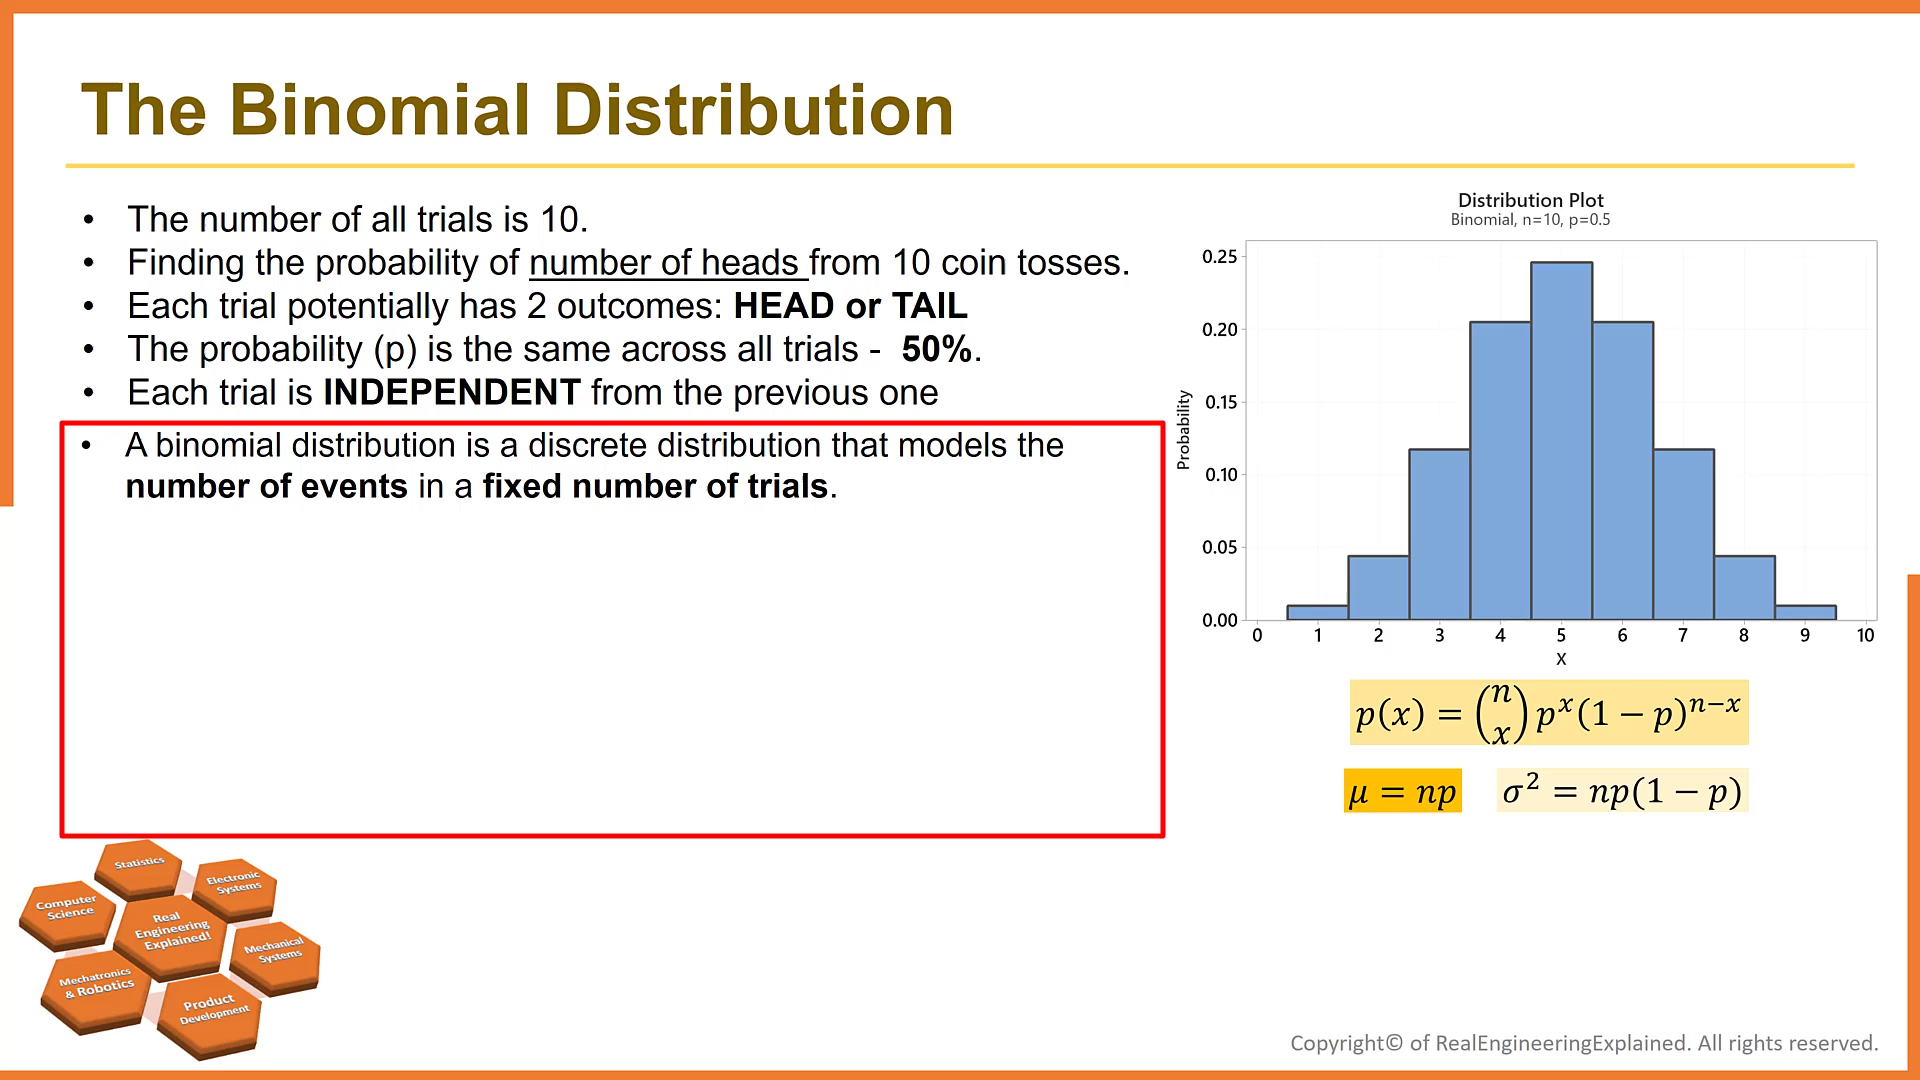 The Binomial Distribution
• The number of all trials is 10.
• Finding the probability of number of heads from 10 coin tosses.
• Each trial potentially has 2 outcomes: HEAD or TAIL
• The probability (p) is the same across all trials - 50%.
• Each trial is INDEPENDENT from the previous one
• A binomial distribution is a discrete distribution that models the
number of events in a fixed number of trials.
Distribution Plot
Binomial, n=10, p=0.5
Probability
0.25
0.20
0.15
0.10
0.05
0.00
0 1 2 3 4 5 6 7 8 9 10
X
p(x) = (n x) p^x (1 − p)^{n−x}
μ = np
σ² = np(1 − p)
Statistics
Electronic
Systems
Computer
Science
Real
Engineering
Explained!
Mechanical
Systems
Mechatronics
& Robotics
Product
Development
Copyright© of RealEngineeringExplained. All rights reserved.